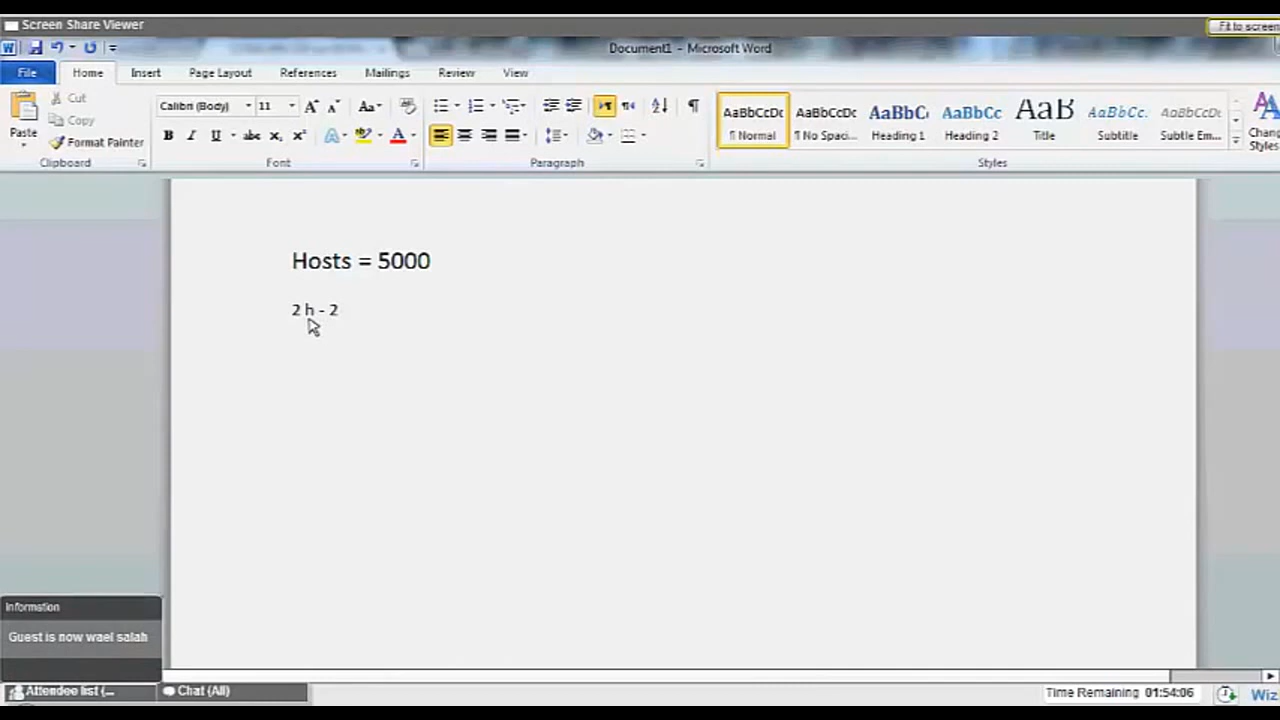 Screen Share Viewer
Fit to screen
Document1 - Microsoft Word
File Home Insert Page Layout References Mailings Review View
Cut
Copy
Format Painter
Paste
Calibri (Body) 11
AaBbCcDc AaBbCcDc AaBbC AaBbCc AaB AaBbCc. AaBbCcDc
¶ Normal ¶ No Spaci... Heading 1 Heading 2 Title Subtitle Subtle Em...
Chang
Styles
Clipboard Font Paragraph Styles
Hosts = 5000
2 h - 2
Information
Guest is now wael salah
Attendee list (... Chat (All)
Time Remaining 01:54:06
Wiz